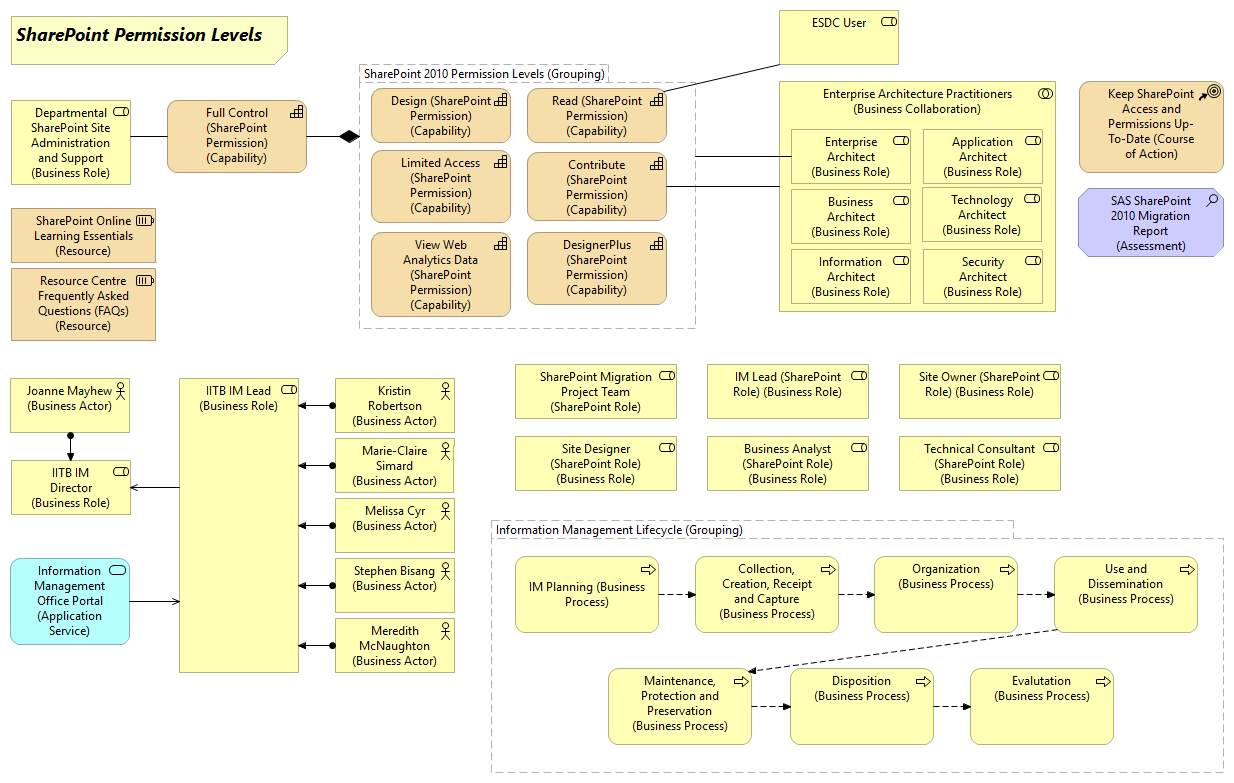 SharePoint Permission Levels
ESDC User
SharePoint 2010 Permission Levels (Grouping)
Departmental
SharePoint Site
Administration
and Support
(Business Role)
Full Control
(SharePoint
Permission)
(Capability)
Design (SharePoint
Permission)
(Capability)
Read (SharePoint
Permission)
(Capability)
Limited Access
(SharePoint
Permission)
(Capability)
Contribute
(SharePoint
Permission)
(Capability)
View Web
Analytics Data
(SharePoint
Permission)
(Capability)
DesignerPlus
(SharePoint
Permission)
(Capability)
Enterprise Architecture Practitioners
(Business Collaboration)
Enterprise
Architect
(Business Role)
Application
Architect
(Business Role)
Business
Architect
(Business Role)
Technology
Architect
(Business Role)
Information
Architect
(Business Role)
Security
Architect
(Business Role)
Keep SharePoint
Access and
Permissions Up-
To-Date (Course
of Action)
SAS SharePoint
2010 Migration
Report
(Assessment)
SharePoint Online
Learning Essentials
(Resource)
Resource Centre
Frequently Asked
Questions (FAQs)
(Resource)
Joanne Mayhew
(Business Actor)
IITB IM
Director
(Business Role)
Information
Management
Office Portal
(Application
Service)
IITB IM Lead
(Business Role)
Kristin
Robertson
(Business Actor)
Marie-Claire
Simard
(Business Actor)
Melissa Cyr
(Business Actor)
Stephen Bisang
(Business Actor)
Meredith
McNaughton
(Business Actor)
SharePoint Migration
Project Team
(SharePoint Role)
IM Lead (SharePoint
Role) (Business Role)
Site Owner (SharePoint
Role) (Business Role)
Site Designer
(SharePoint Role)
(Business Role)
Business Analyst
(SharePoint Role)
(Business Role)
Technical Consultant
(SharePoint Role)
(Business Role)
Information Management Lifecycle (Grouping)
IM Planning (Business
Process)
Collection,
Creation, Receipt
and Capture
(Business Process)
Organization
(Business Process)
Use and
Dissemination
(Business Process)
Maintenance,
Protection and
Preservation
(Business Process)
Disposition
(Business Process)
Evalutation
(Business Process)